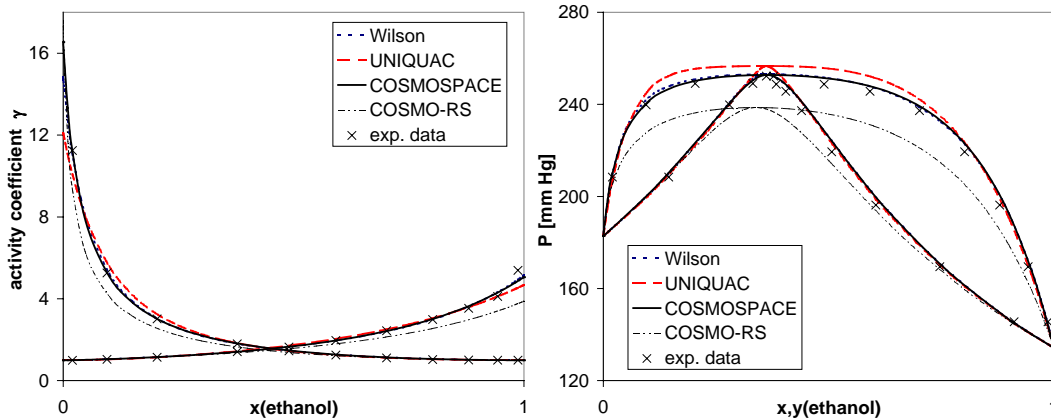 16
12
8
4
0
activity coefficient γ
Wilson
UNIQUAC
COSMOSPACE
COSMO-RS
exp. data
0
1
x(ethanol)
280
240
200
160
120
P [mm Hg]
Wilson
UNIQUAC
COSMOSPACE
COSMO-RS
exp. data
0
1
x,y(ethanol)